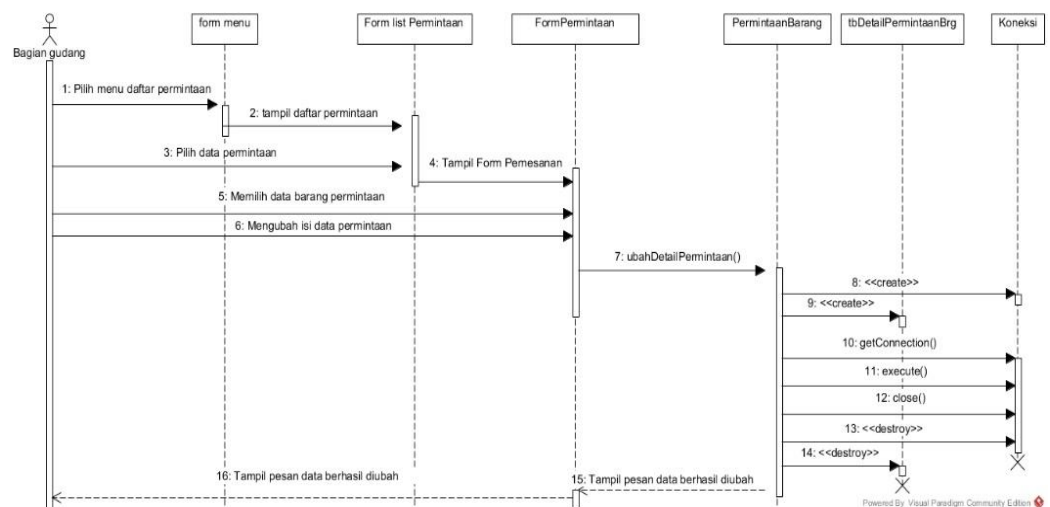 form menu
Form list Permintaan
FormPermintaan
PermintaanBarang
tbDetailPermintaanBrg
Koneksi
Bagian gudang
1: Pilih menu daftar permintaan
2: tampil daftar permintaan
3: Pilih data permintaan
4: Tampil Form Pemesanan
5: Memilih data barang permintaan
6: Mengubah isi data permintaan
7: ubahDetailPermintaan()
8: <<create>>
9: <<create>>
10: getConnection()
11: execute()
12: close()
13: <<destroy>>
14: <<destroy>>
15: Tampil pesan data berhasil diubah
16: Tampil pesan data berhasil diubah
Powered By Visual Paradigm Community Edition